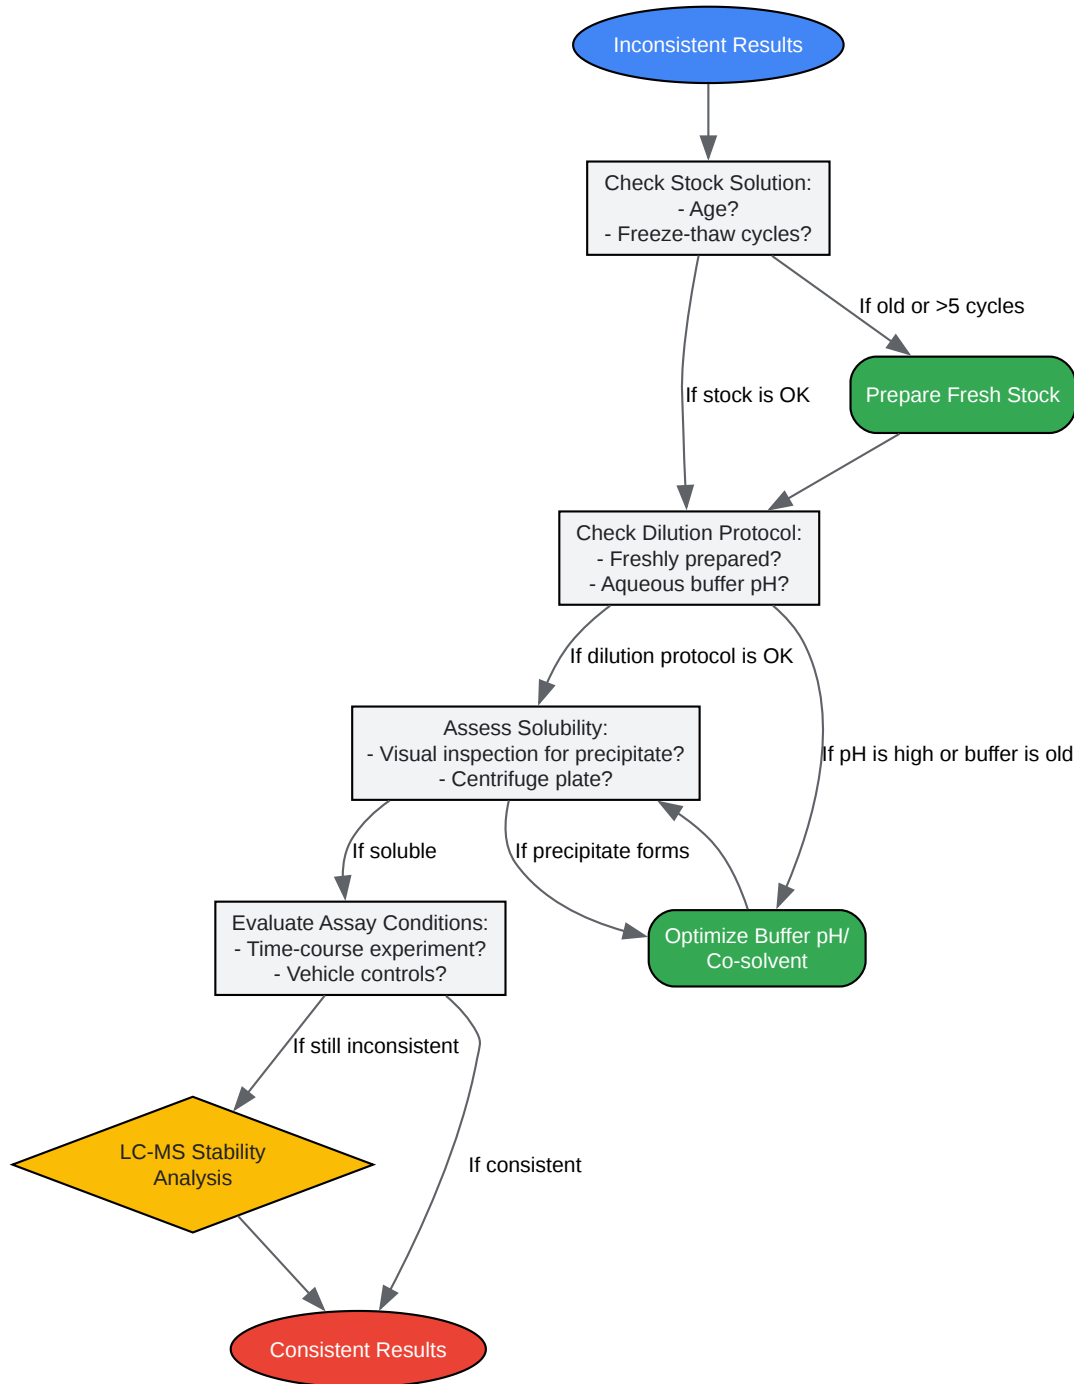 Inconsistent Results
Check Stock Solution:
- Age?
- Freeze-thaw cycles?
If old or >5 cycles
If stock is OK
Prepare Fresh Stock
Check Dilution Protocol:
- Freshly prepared?
- Aqueous buffer pH?
If dilution protocol is OK
Assess Solubility:
- Visual inspection for precipitate?
- Centrifuge plate?
If pH is high or buffer is old
If soluble
If precipitate forms
Evaluate Assay Conditions:
- Time-course experiment?
- Vehicle controls?
Optimize Buffer pH/
Co-solvent
If still inconsistent
LC-MS Stability
Analysis
If consistent
Consistent Results